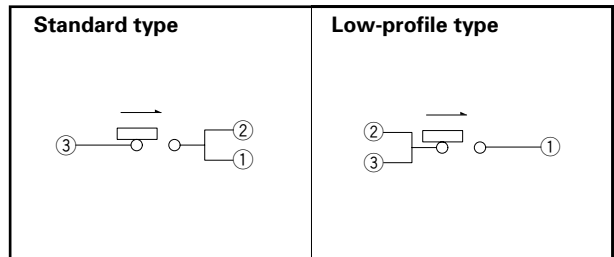 Standard type
③ ② ①
Low-profile type
② ③ ①